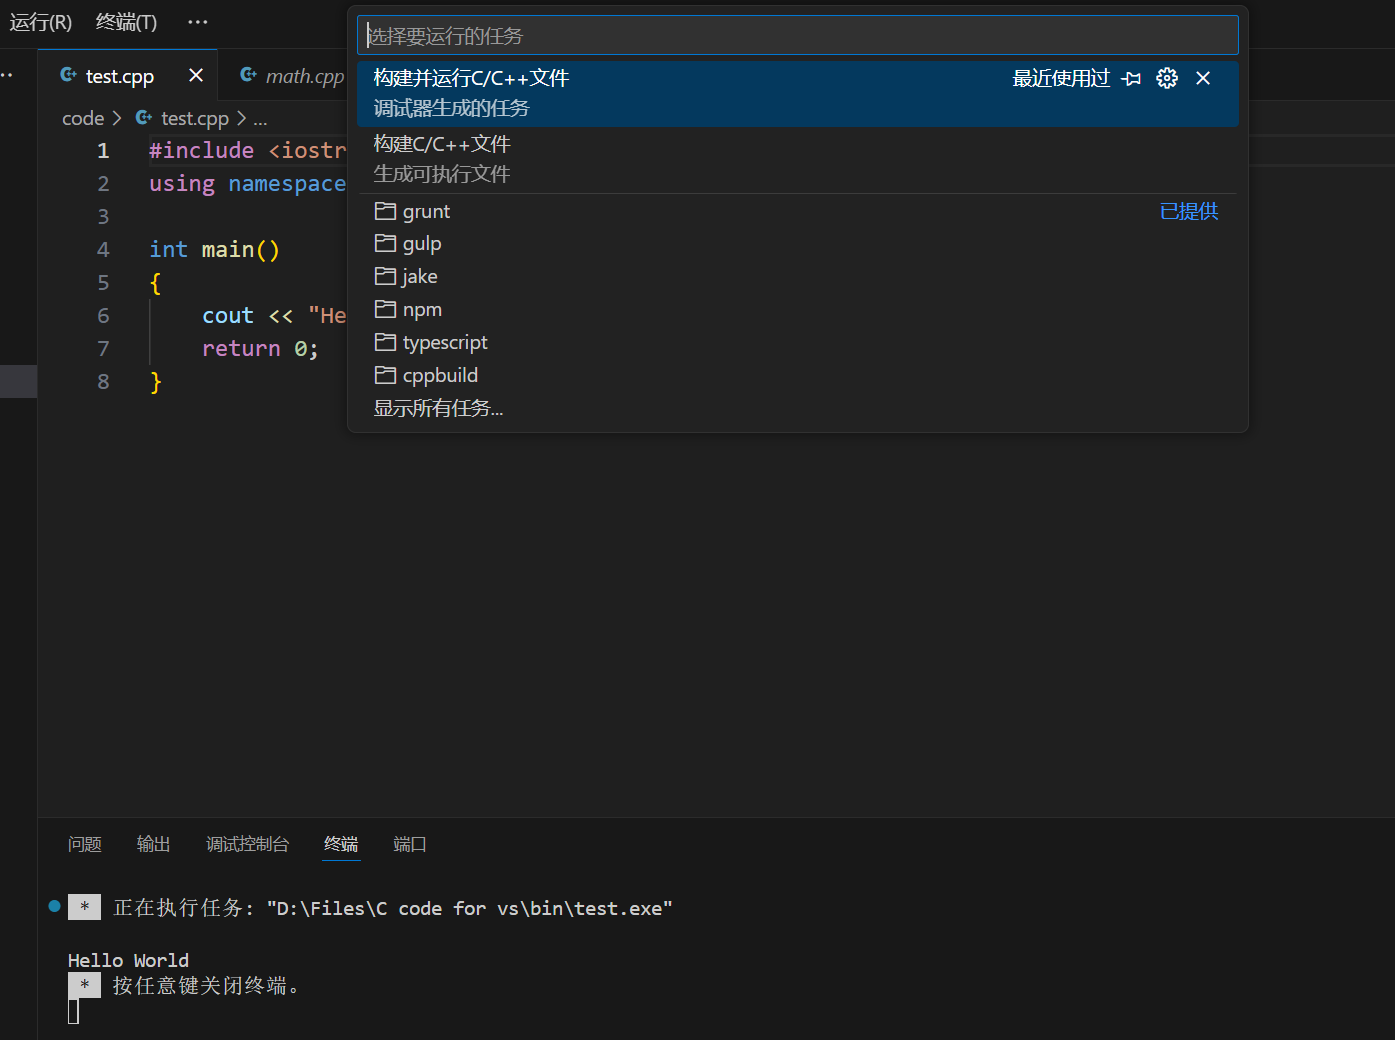 运行(R) 终端(T) ···
选择要运行的任务
test.cpp × math.cpp
构建并运行C/C++文件 最近使用过
调试器生成的任务
code > test.cpp > ...
构建C/C++文件
生成可执行文件
1 #include <iostr
2 using namespace
3
4 int main()
5 {
6 cout << "He
7 return 0;
8 }
grunt 已提供
gulp
jake
npm
typescript
cppbuild
显示所有任务...
问题 输出 调试控制台 终端 端口
* 正在执行任务: "D:\Files\C code for vs\bin\test.exe"
Hello World
* 按任意键关闭终端。